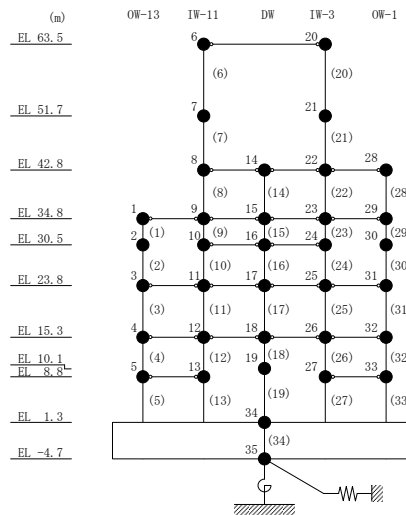 (m) OW-13 IW-11 DW IW-3 OW-1
EL 63.5 6 20
(6) (20)
EL 51.7 7 21
(7) (21)
EL 42.8 8 14 22 28
(8) (14) (22) (28
EL 34.8 1 9 15 23 29
(1) (9) (15) (23) (29
EL 30.5 2 10 16 24 30
(2) (10) (16) (24) (30
EL 23.8 3 11 17 25 31
(3) (11) (17) (25) (31
EL 15.3 4 12 18 26 32
(4) (12) (18) (26) (32
EL 10.1 19
EL 8.8 5 13 27 33
(5) (13) (19) (27) (33
EL 1.3 34
(34)
EL -4.7 35